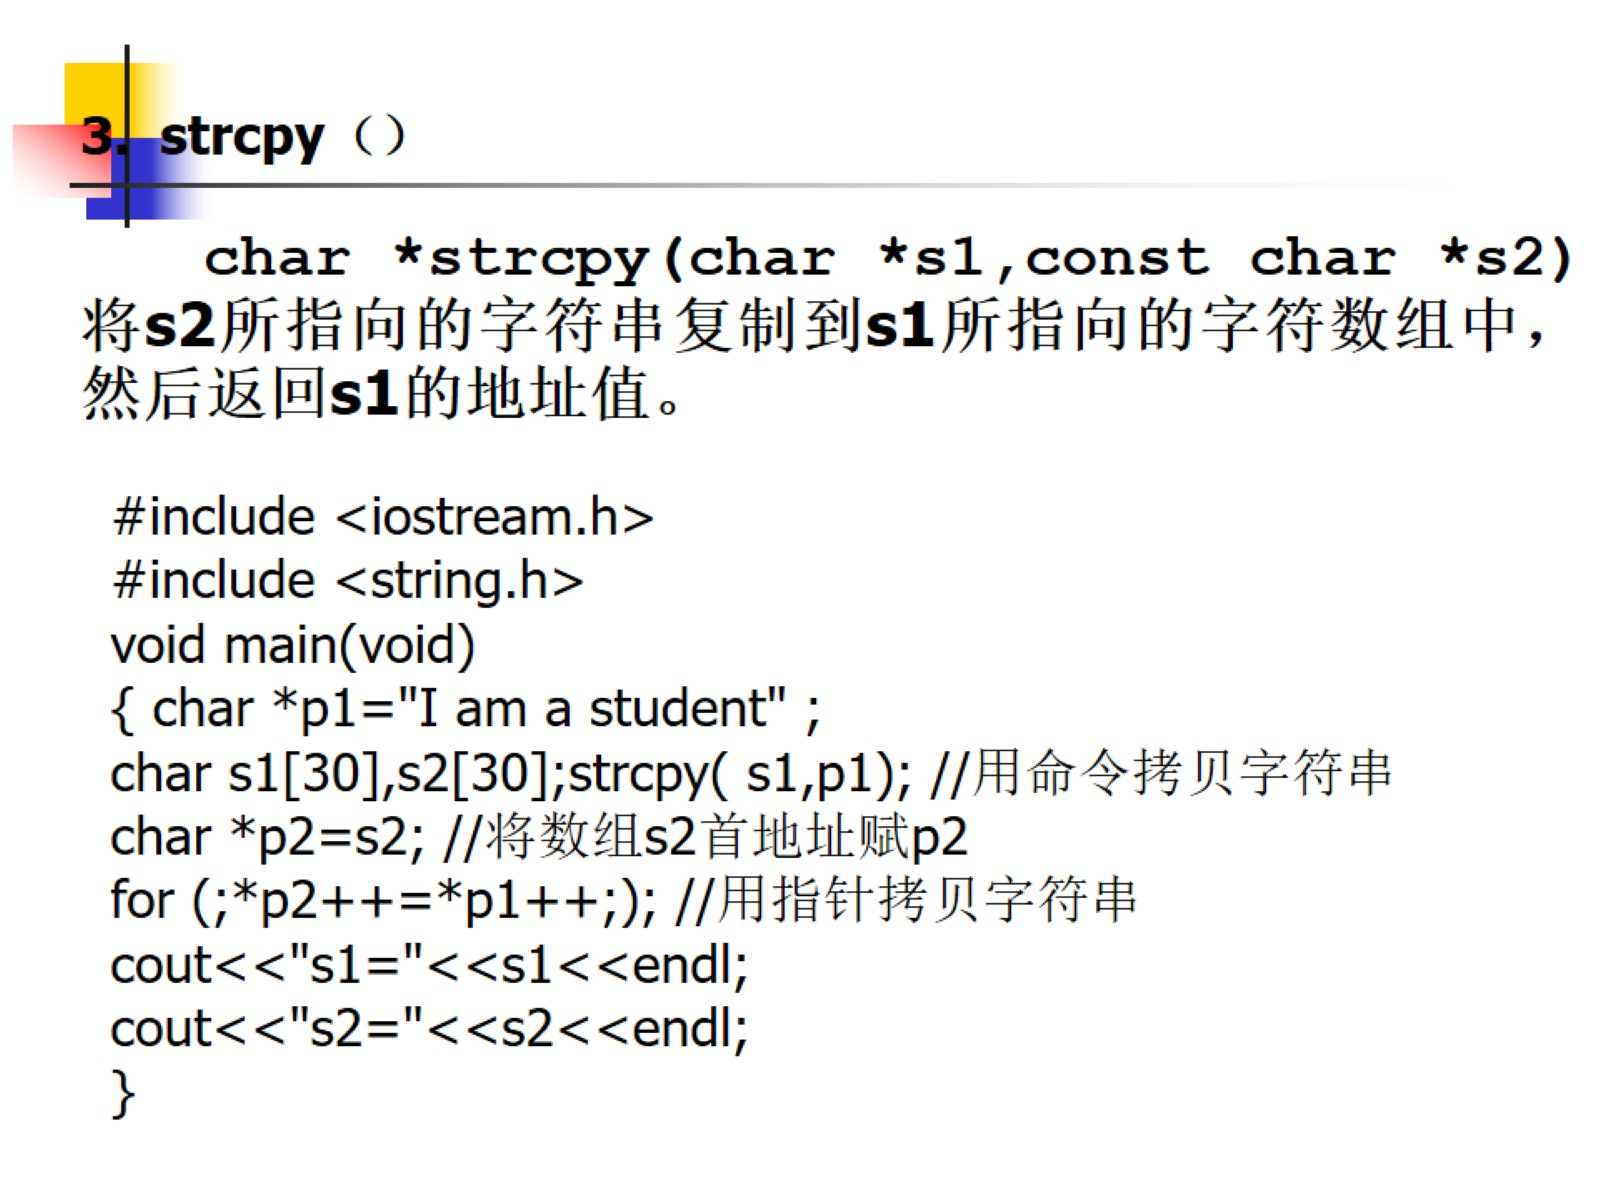 3. strcpy（）
char *strcpy(char *s1,const char *s2)
将s2所指向的字符串复制到s1所指向的字符数组中，
然后返回s1的地址值。
#include <iostream.h>
#include <string.h>
void main(void)
{ char *p1="I am a student" ;
char s1[30],s2[30];strcpy( s1,p1); //用命令拷贝字符串
char *p2=s2; //将数组s2首地址赋p2
for (;*p2++=*p1++;); //用指针拷贝字符串
cout<<"s1="<<s1<<endl;
cout<<"s2="<<s2<<endl;
}